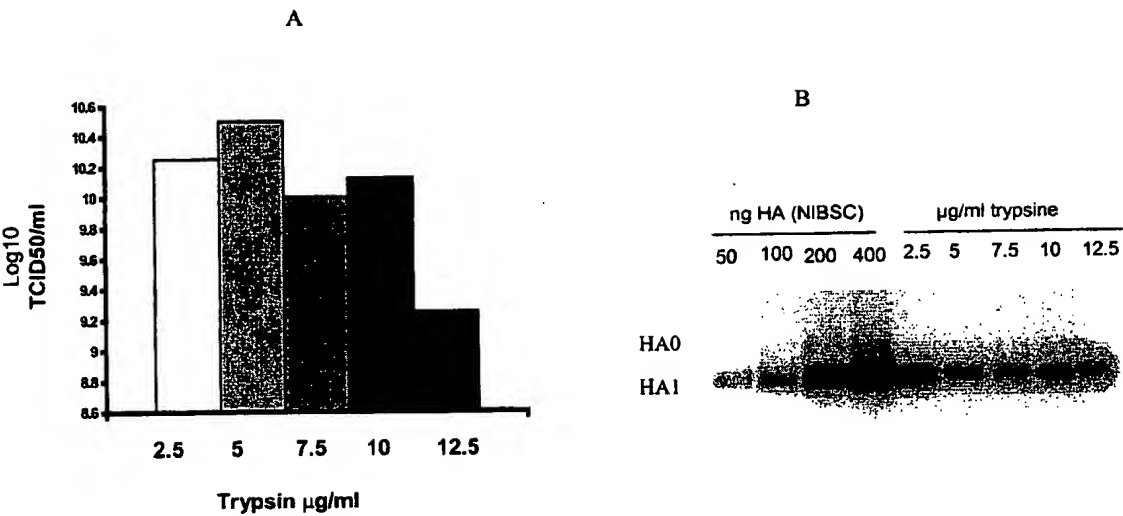 A
10.6
10.4
10.2
10
9.8
9.6
9.4
9.2
9
8.8
8.6
Log10
TCID50/ml
2.5 5 7.5 10 12.5
Trypsin µg/ml
B
ng HA (NIBSC) µg/ml trypsine
50 100 200 400 2.5 5 7.5 10 12.5
HA0
HA1